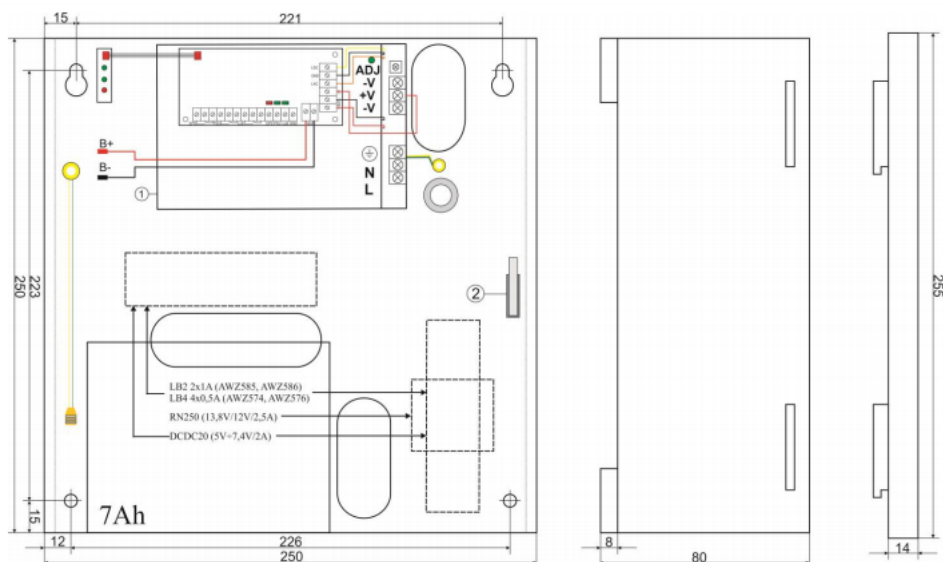 15
221
ADJ
-V
+V
-V
B+
B-
N
L
1
2
250
223
255
LB2 2x1A (AWZ585, AWZ586)
LB4 4x0,5A (AWZ574, AWZ576)
RN250 (13,8V/12V/2,5A)
DCDC20 (5V÷7,4V/2A)
7Ah
15
12
226
250
8
80
14